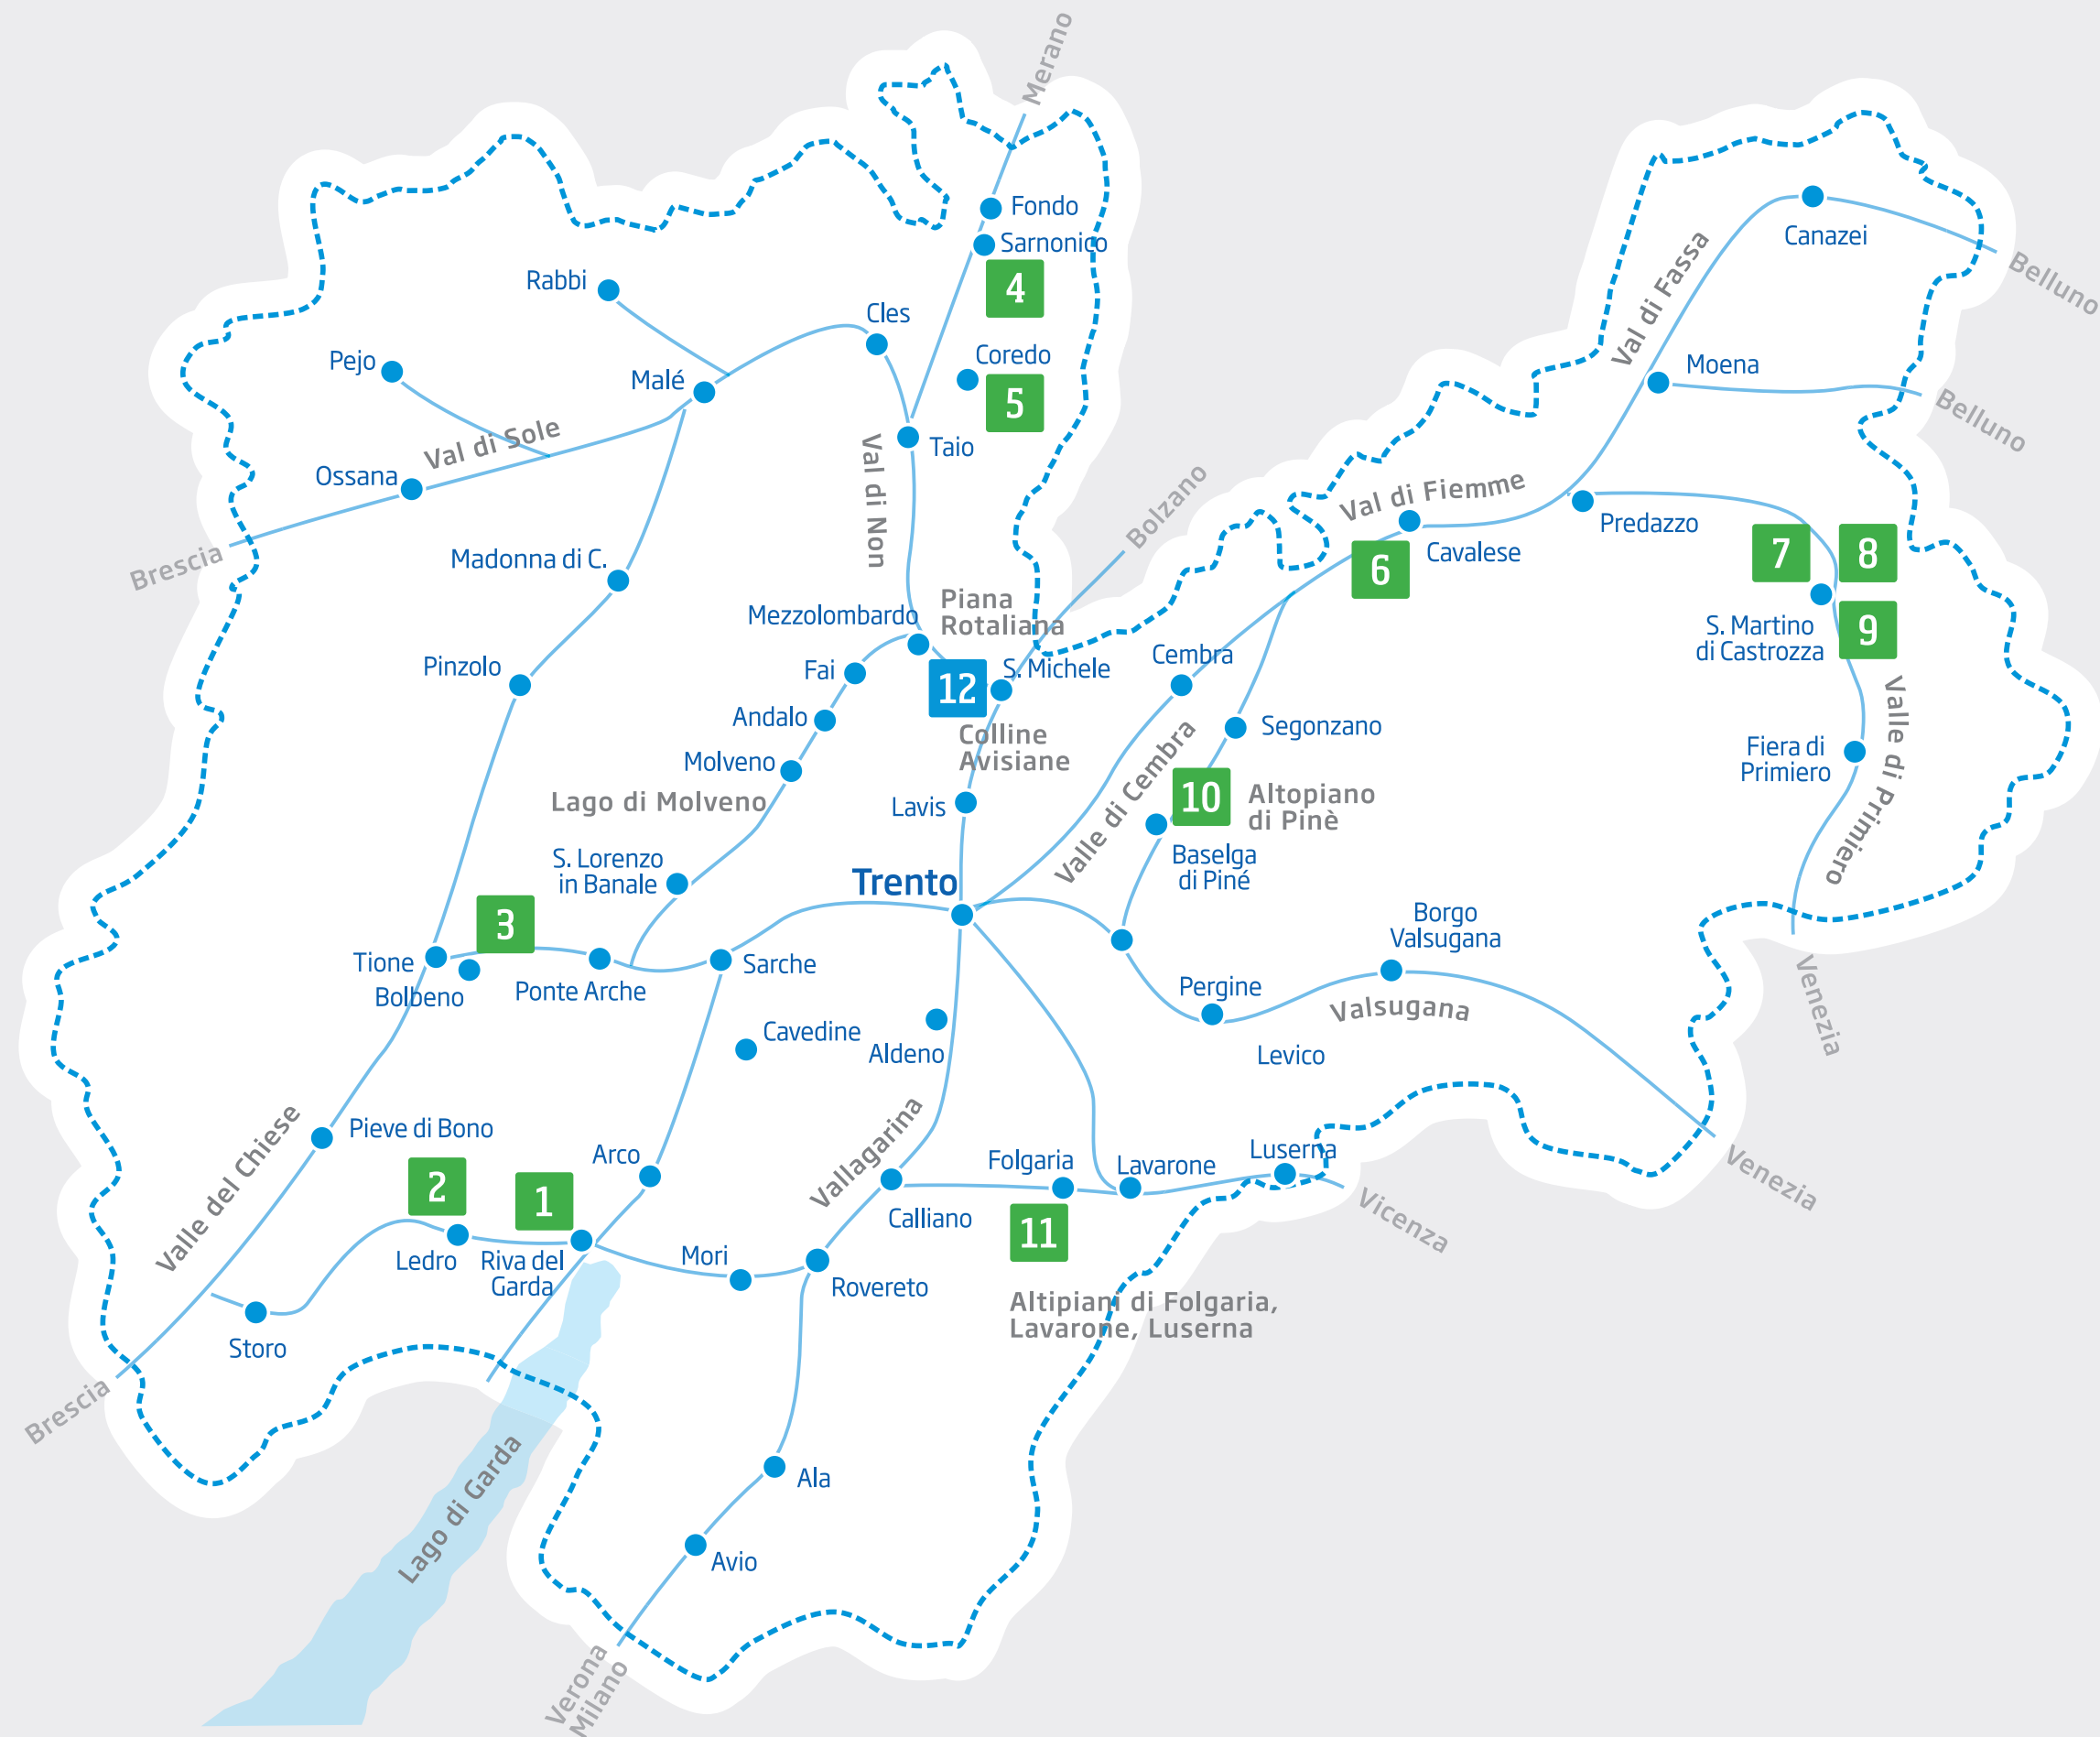 Merano
Fondo
Sarnonico
4
Canazei
Belluno
Val di Fassa
Rabbi
Cles
Coredo
5
Pejo
Malé
Moena
Belluno
Val di Sole
Taio
Ossana
Val di Non
Bolzano
Val di Fiemme
Predazzo
Cavalese
6
7
8
Brescia
Madonna di C.
Mezzolombardo
Piana
Rotaliana
S. Martino
di Castrozza
9
Pinzolo
Fai
12
S. Michele
Cembra
Andalo
Colline
Avisiane
Segonzano
Valle di Primiero
Molveno
Fiera di
Primiero
Lago di Molveno
Lavis
Valle di Cembra
10
Altopiano
di Pinè
S. Lorenzo
in Banale
Trento
Baselga
di Piné
3
Borgo
Valsugana
Tione
Bolbeno
Ponte Arche
Sarche
Pergine
Valsugana
Venezia
Cavedine
Aldeno
Levico
Valle del Chiese
Pieve di Bono
Arco
Vallagarina
Folgaria
Lavarone
Luserna
Venezia
2
1
Calliano
11
Vicenza
Ledro
Riva del
Garda
Mori
Rovereto
Altipiani di Folgaria,
Lavarone, Luserna
Storo
Brescia
Lago di Garda
Ala
Avio
Verona
Milano